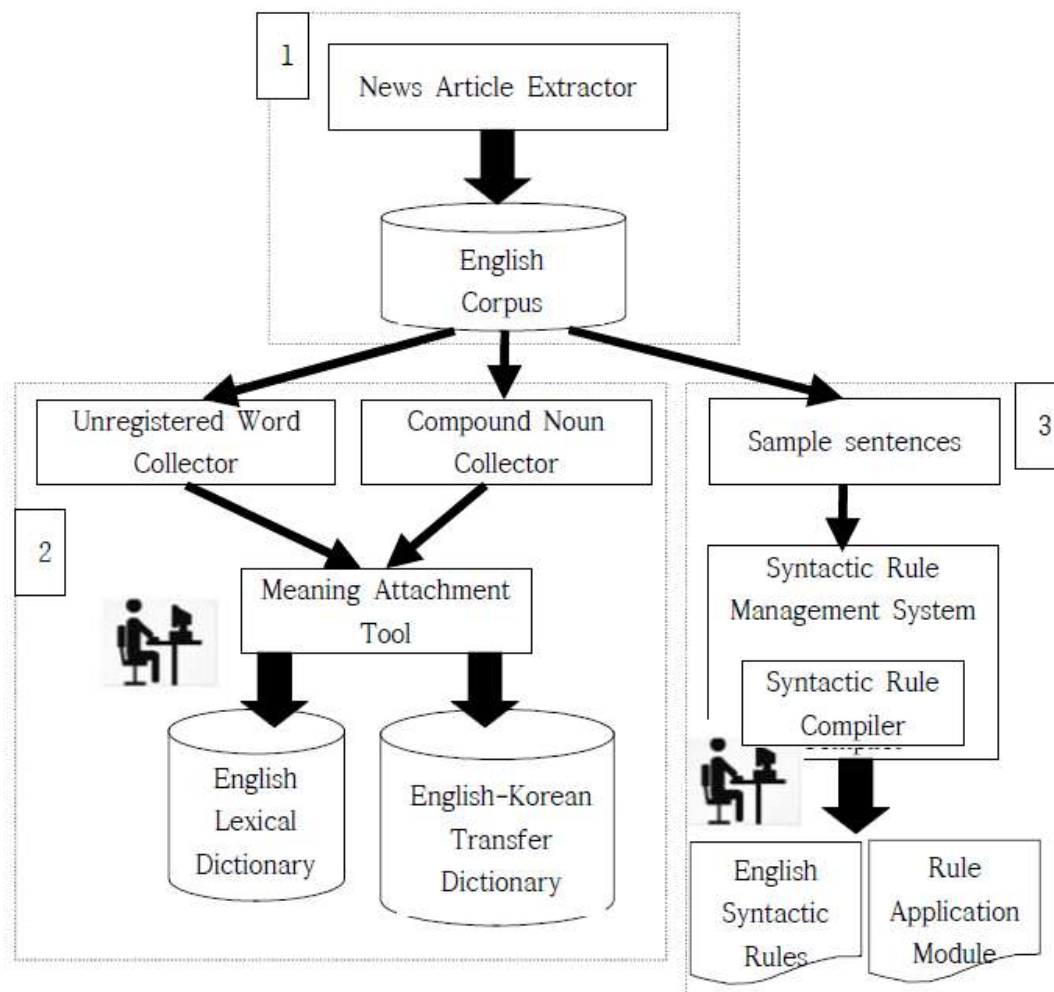 1
News Article Extractor
English
Corpus
Unregistered Word
Collector
Compound Noun
Collector
Sample sentences
3
2
Meaning Attachment
Tool
Syntactic Rule
Management System
Syntactic Rule
Compiler
English
Lexical
Dictionary
English-Korean
Transfer
Dictionary
English
Syntactic
Rules
Rule
Application
Module